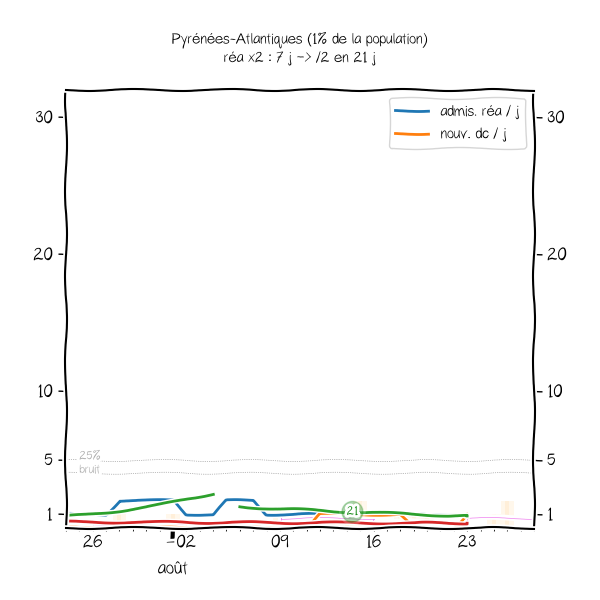 Pyrénées-Atlantiques (1% de la population)
réa x2 : 7 j -> /2 en 21 j
admis. réa / j
nouv. dc / j
30 30
20 20
10 10
5 5
25%
bruit
1 1
21
26 02 09 16 23
août